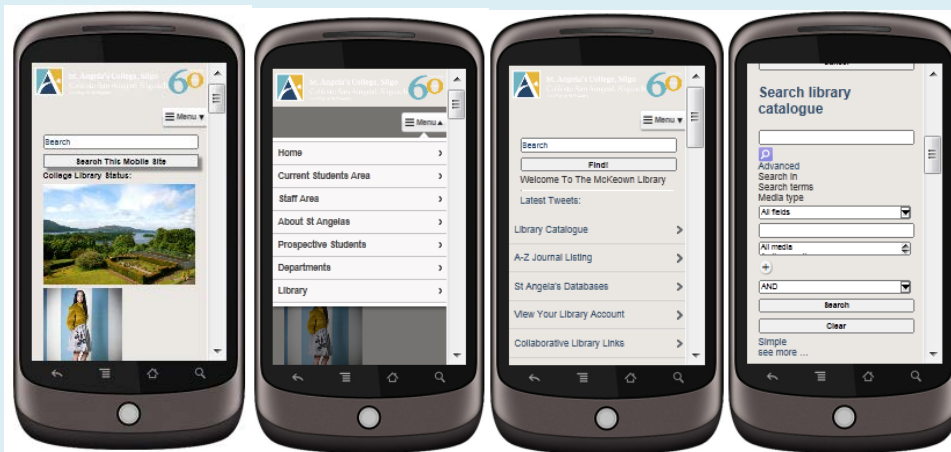 St. Angela's College, Sligo
60
Menu
Search
Search This Mobile Site
College Library Status:
St. Angela's College, Sligo
60
Menu
Home
Current Students Area
Staff Area
About St Angelas
Prospective Students
Departments
Library
St. Angela's College, Sligo
60
Menu
Search
Find!
Welcome To The McKeown Library
Latest Tweets:
Library Catalogue
A-Z Journal Listing
St Angela's Databases
View Your Library Account
Collaborative Library Links
Search library
catalogue
Advanced
Search in
Search terms
Media type
All fields
All media
AND
Search
Clear
Simple
see more ...